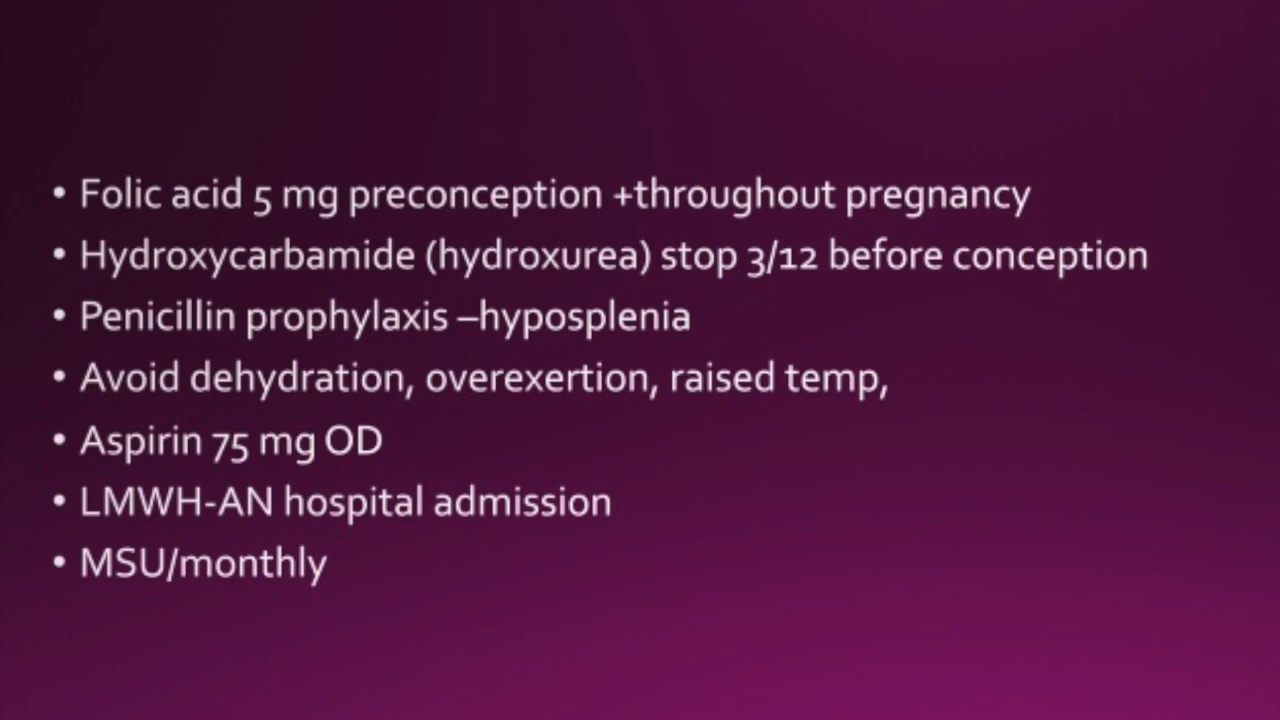 • Folic acid 5 mg preconception +throughout pregnancy
• Hydroxycarbamide (hydroxurea) stop 3/12 before conception
• Penicillin prophylaxis –hyposplenia
• Avoid dehydration, overexertion, raised temp,
• Aspirin 75 mg OD
• LMWH-AN hospital admission
• MSU/monthly